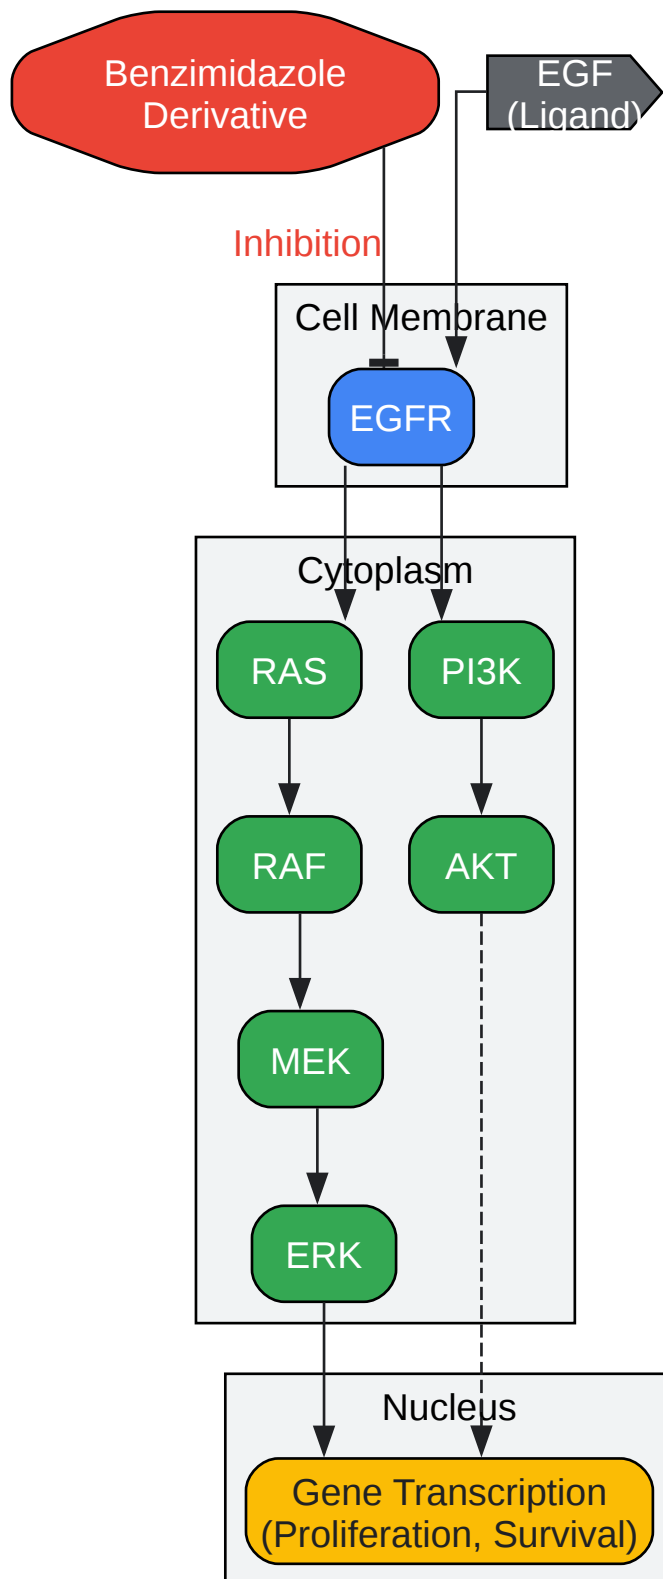 Benzimidazole
Derivative
EGF
(Ligand)
Inhibition
Cell Membrane
EGFR
Cytoplasm
RAS
PI3K
RAF
AKT
MEK
ERK
Nucleus
Gene Transcription
(Proliferation, Survival)